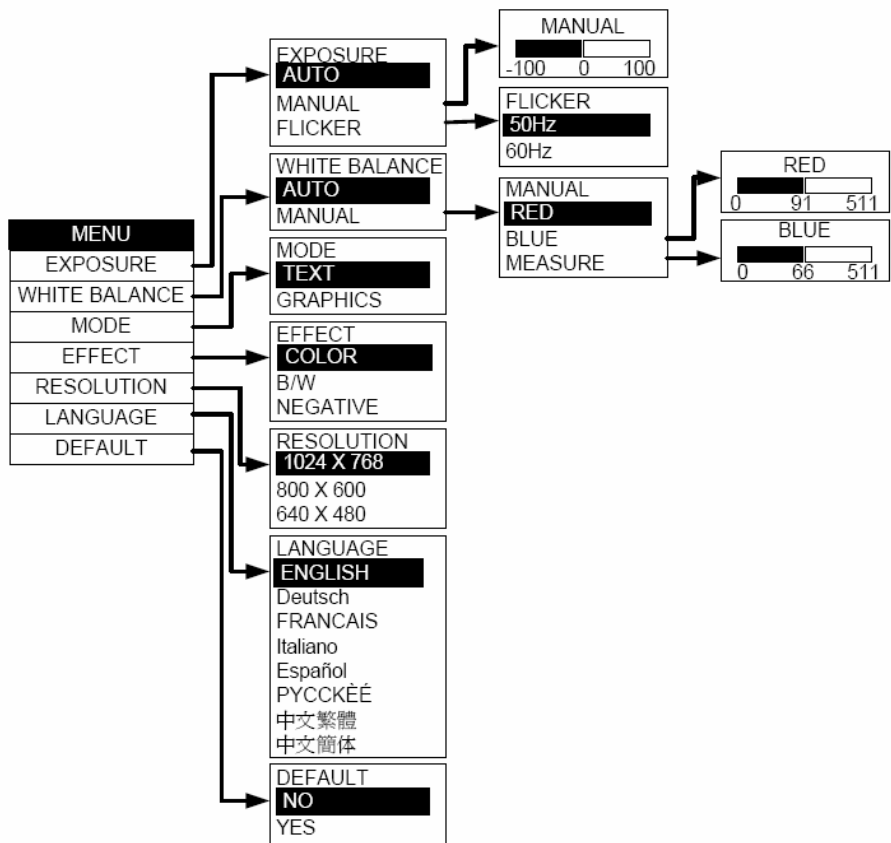 MENU
EXPOSURE
WHITE BALANCE
MODE
EFFECT
RESOLUTION
LANGUAGE
DEFAULT
EXPOSURE
AUTO
MANUAL
FLICKER
WHITE BALANCE
AUTO
MANUAL
MODE
TEXT
GRAPHICS
EFFECT
COLOR
B/W
NEGATIVE
RESOLUTION
1024 X 768
800 X 600
640 X 480
LANGUAGE
ENGLISH
Deutsch
FRANCAIS
Italiano
Español
PYCCKÈÉ
中文繁體
中文簡体
DEFAULT
NO
YES
MANUAL
-100 0 100
FLICKER
50Hz
60Hz
MANUAL
RED
BLUE
MEASURE
RED
0 91 511
BLUE
0 66 511